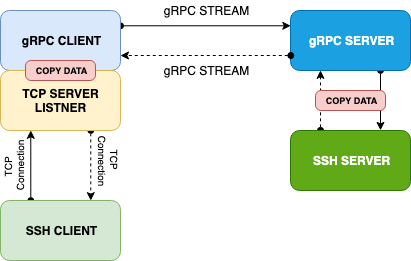 gRPC STREAM
gRPC CLIENT
gRPC SERVER
COPY DATA
gRPC STREAM
TCP SERVER
LISTNER
COPY DATA
TCP
Connection
TCP
Connection
SSH SERVER
SSH CLIENT